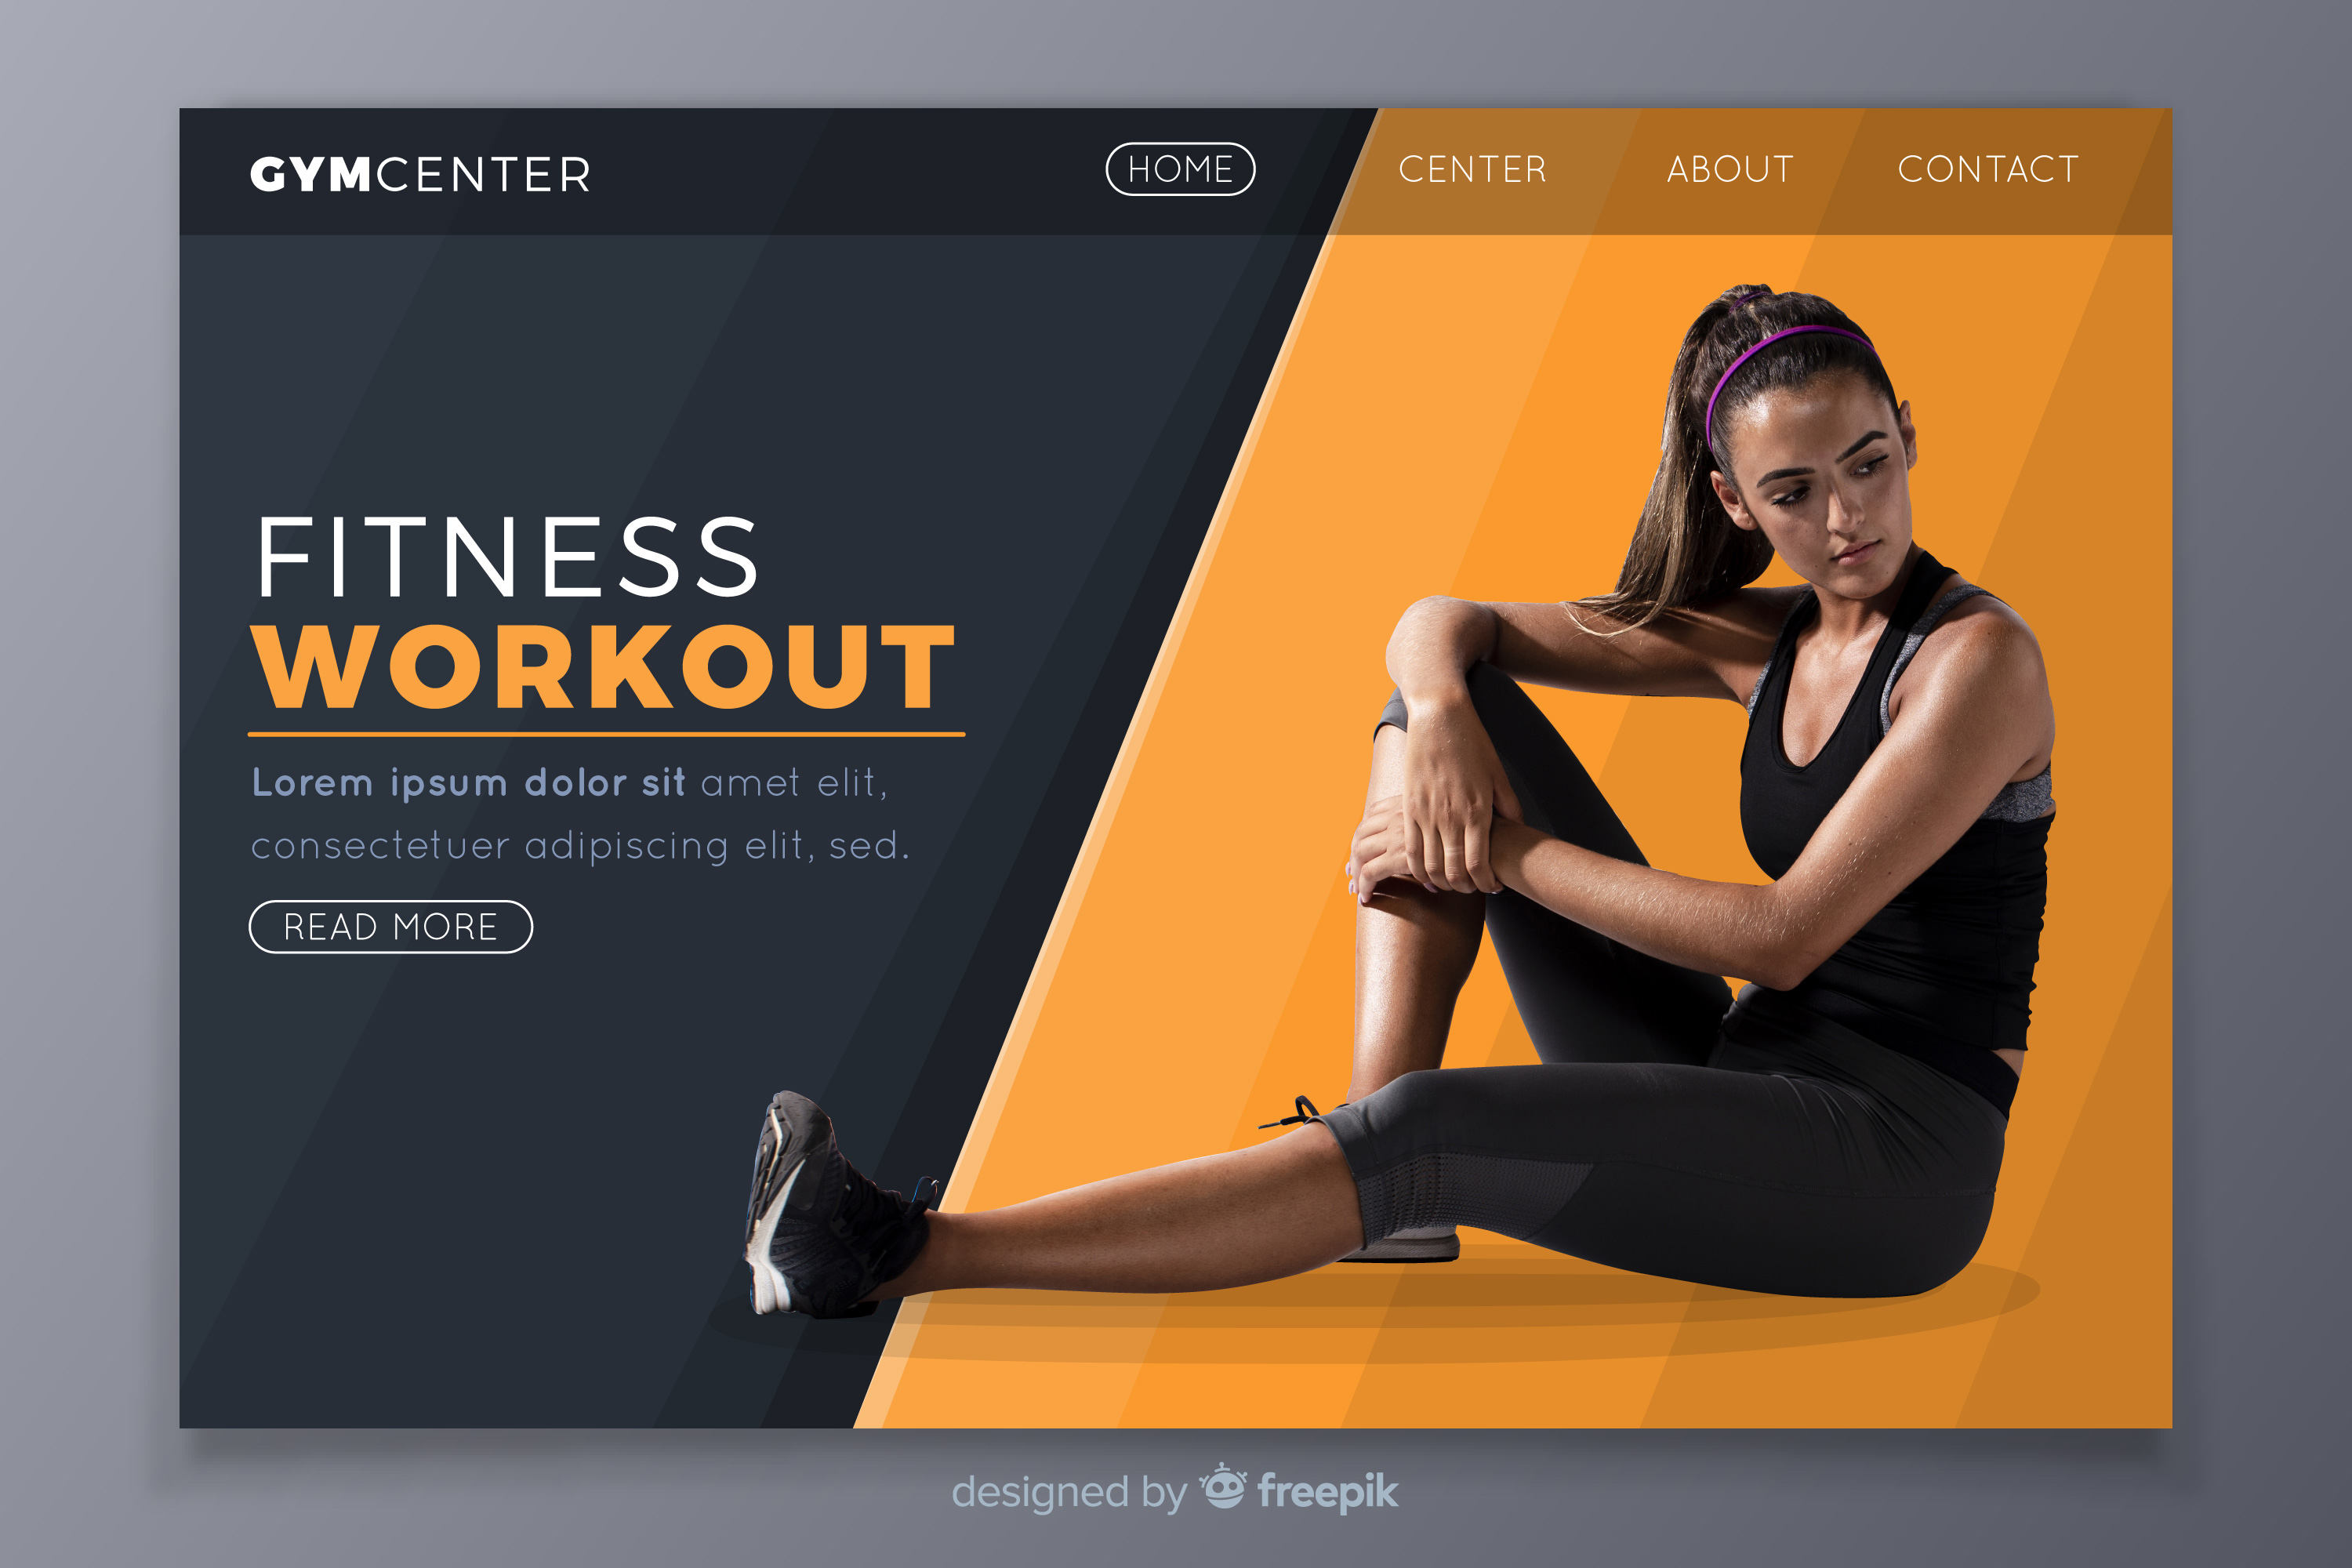 GYMCENTER
HOME CENTER ABOUT CONTACT
FITNESS
WORKOUT
Lorem ipsum dolor sit amet elit,
consectetuer adipiscing elit, sed.
READ MORE
designed by freepik